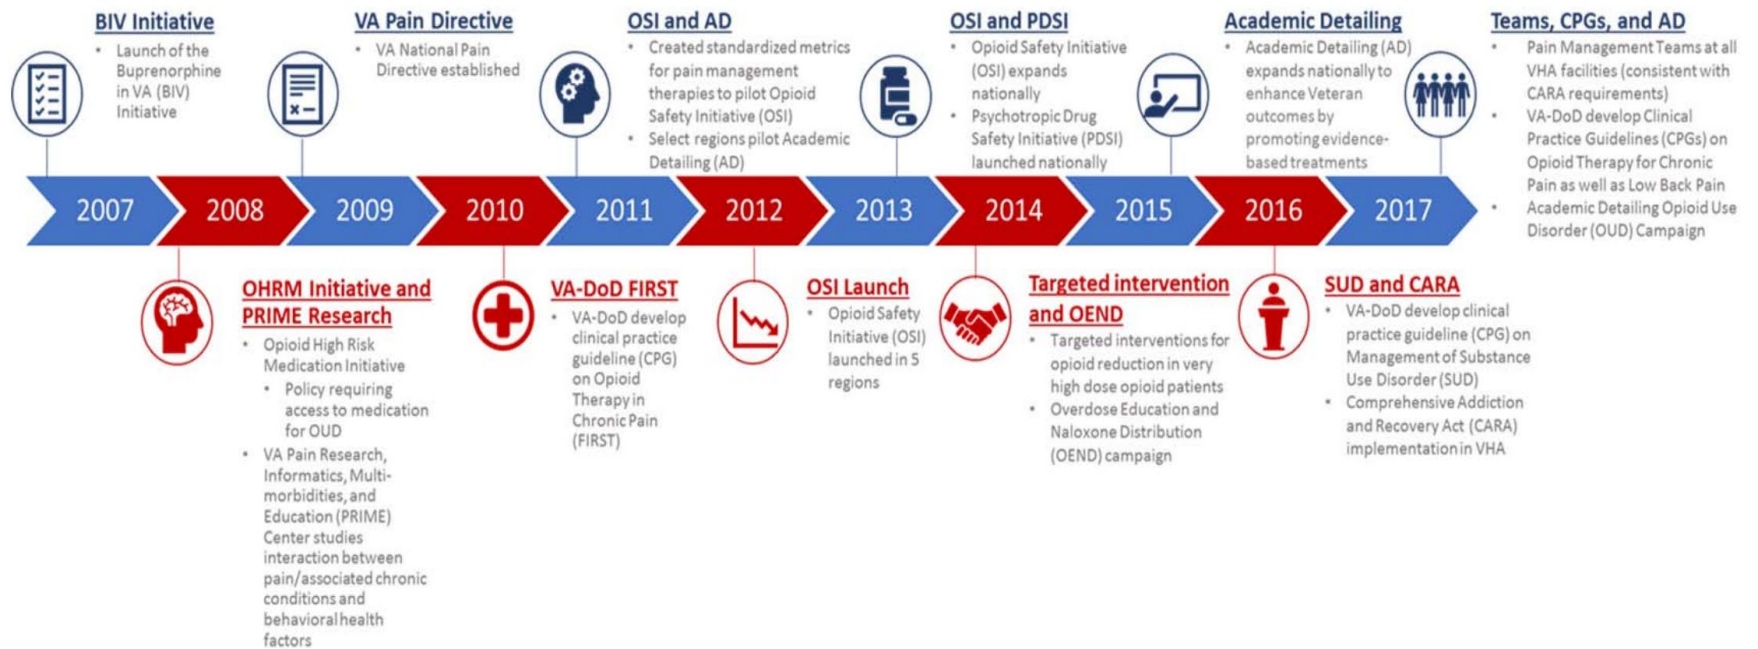 BIV Initiative
• Launch of the
Buprenorphine
in VA (BIV)
Initiative
VA Pain Directive
• VA National Pain
Directive established
OSI and AD
• Created standardized metrics
for pain management
therapies to pilot Opioid
Safety Initiative (OSI)
• Select regions pilot Academic
Detailing (AD)
OSI and PDSI
• Opioid Safety Initiative
(OSI) expands
nationally
• Psychotropic Drug
Safety Initiative (PDSI)
launched nationally
Academic Detailing
• Academic Detailing (AD)
expands nationally to
enhance Veteran
outcomes by
promoting evidence-
based treatments
Teams, CPGs, and AD
• Pain Management Teams at all
VHA facilities (consistent with
CARA requirements)
• VA-DoD develop Clinical
Practice Guidelines (CPGs) on
Opioid Therapy for Chronic
Pain as well as Low Back Pain
• Academic Detailing Opioid Use
Disorder (OUD) Campaign
2007
2008
2009
2010
2011
2012
2013
2014
2015
2016
2017
OHRM Initiative and
PRIME Research
• Opioid High Risk
Medication Initiative
• Policy requiring
access to medication
for OUD
• VA Pain Research,
Informatics, Multi-
morbidities, and
Education (PRIME)
Center studies
interaction between
pain/associated chronic
conditions and
behavioral health
factors
VA-DoD FIRST
• VA-DoD develop
clinical practice
guideline (CPG)
on Opioid
Therapy in
Chronic Pain
(FIRST)
OSI Launch
• Opioid Safety
Initiative (OSI)
launched in 5
regions
Targeted intervention
and OEND
• Targeted interventions for
opioid reduction in very
high dose opioid patients
• Overdose Education and
Naloxone Distribution
(OEND) campaign
SUD and CARA
• VA-DoD develop clinical
practice guideline (CPG) on
Management of Substance
Use Disorder (SUD)
• Comprehensive Addiction
and Recovery Act (CARA)
implementation in VHA